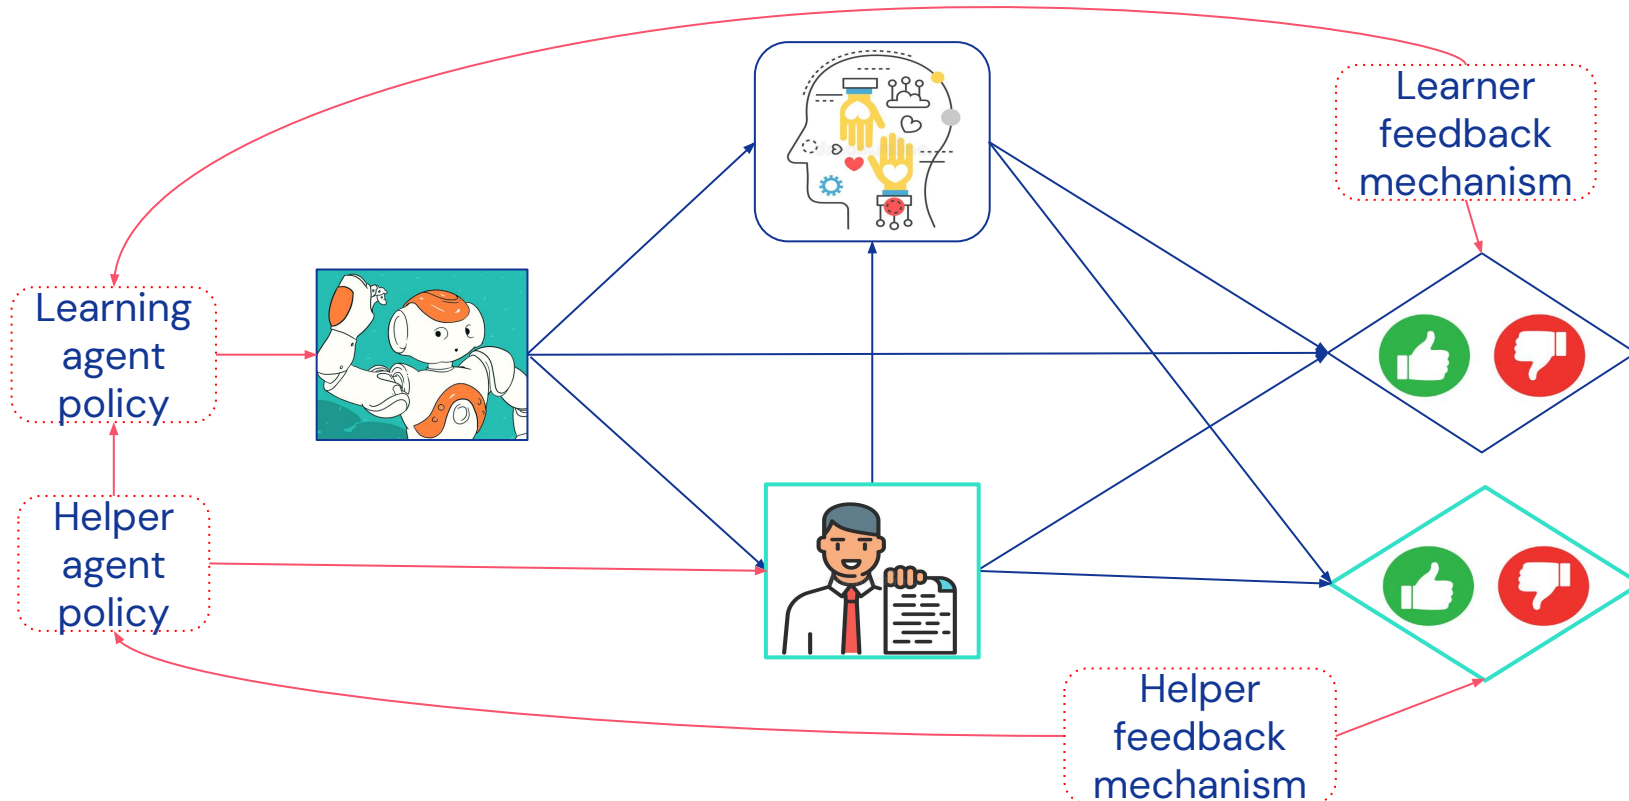 Learner
feedback
mechanism
Learning
agent
policy
Helper
agent
policy
Helper
feedback
mechanism